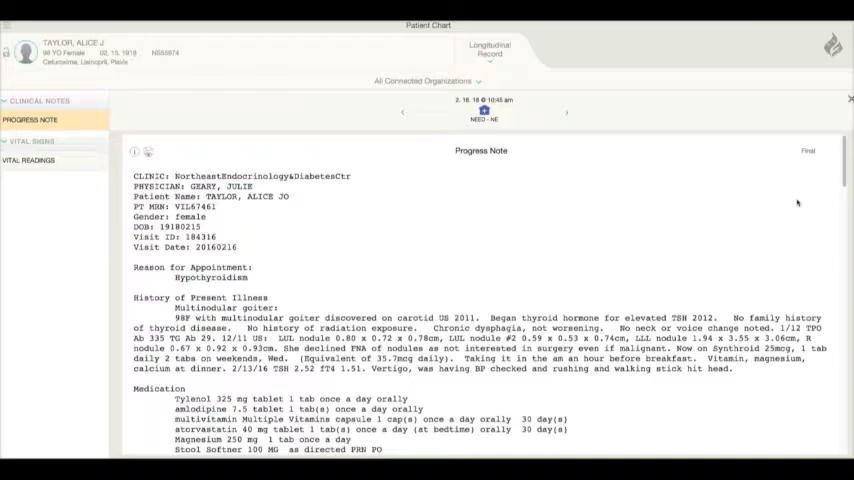 Patient Chart
TAYLOR, ALICE J
98 YO Female 02. 15. 1918 NS55974
Cefuroxime, Lisinopril, Plavix
Longitudinal
Record
All Connected Organizations
CLINICAL NOTES
PROGRESS NOTE
VITAL SIGNS
VITAL READINGS
2. 16. 16 @ 10:45 am
NEED - NE
Progress Note
Final
CLINIC: NortheastEndocrinology&DiabetesCtr
PHYSICIAN: GEARY, JULIE
Patient Name: TAYLOR, ALICE JO
PT MRN: VIL67461
Gender: female
DOB: 19180215
Visit ID: 184316
Visit Date: 20160216
Reason for Appointment:
Hypothyroidism
History of Present Illness
Multinodular goiter:
98F with multinodular goiter discovered on carotid US 2011. Began thyroid hormone for elevated TSH 2012. No family history
of thyroid disease. No history of radiation exposure. Chronic dysphagia, not worsening. No neck or voice change noted. 1/12 TPO
Ab 335 TG Ab 29. 12/11 US: LUL nodule 0.80 x 0.72 x 0.78cm, LUL nodule #2 0.59 x 0.53 x 0.74cm, LLL nodule 1.94 x 3.55 x 3.06cm, R
nodule 0.67 x 0.92 x 0.93cm. She declined FNA of nodules as not interested in surgery even if malignant. Now on Synthroid 25mcg, 1 tab
daily 2 tabs on weekends, Wed. (Equivalent of 35.7mcg daily). Taking it in the am an hour before breakfast. Vitamin, magnesium,
calcium at dinner. 2/13/16 TSH 2.52 fT4 1.51. Vertigo, was having BP checked and rushing and walking stick hit head.
Medication
Tylenol 325 mg tablet 1 tab once a day orally
amlodipine 7.5 tablet 1 tab(s) once a day orally
multivitamin Multiple Vitamins capsule 1 cap(s) once a day orally 30 day(s)
atorvastatin 40 mg tablet 1 tab(s) once a day (at bedtime) orally 30 day(s)
Magnesium 250 mg 1 tab once a day
Stool Softner 100 MG as directed PRN PO